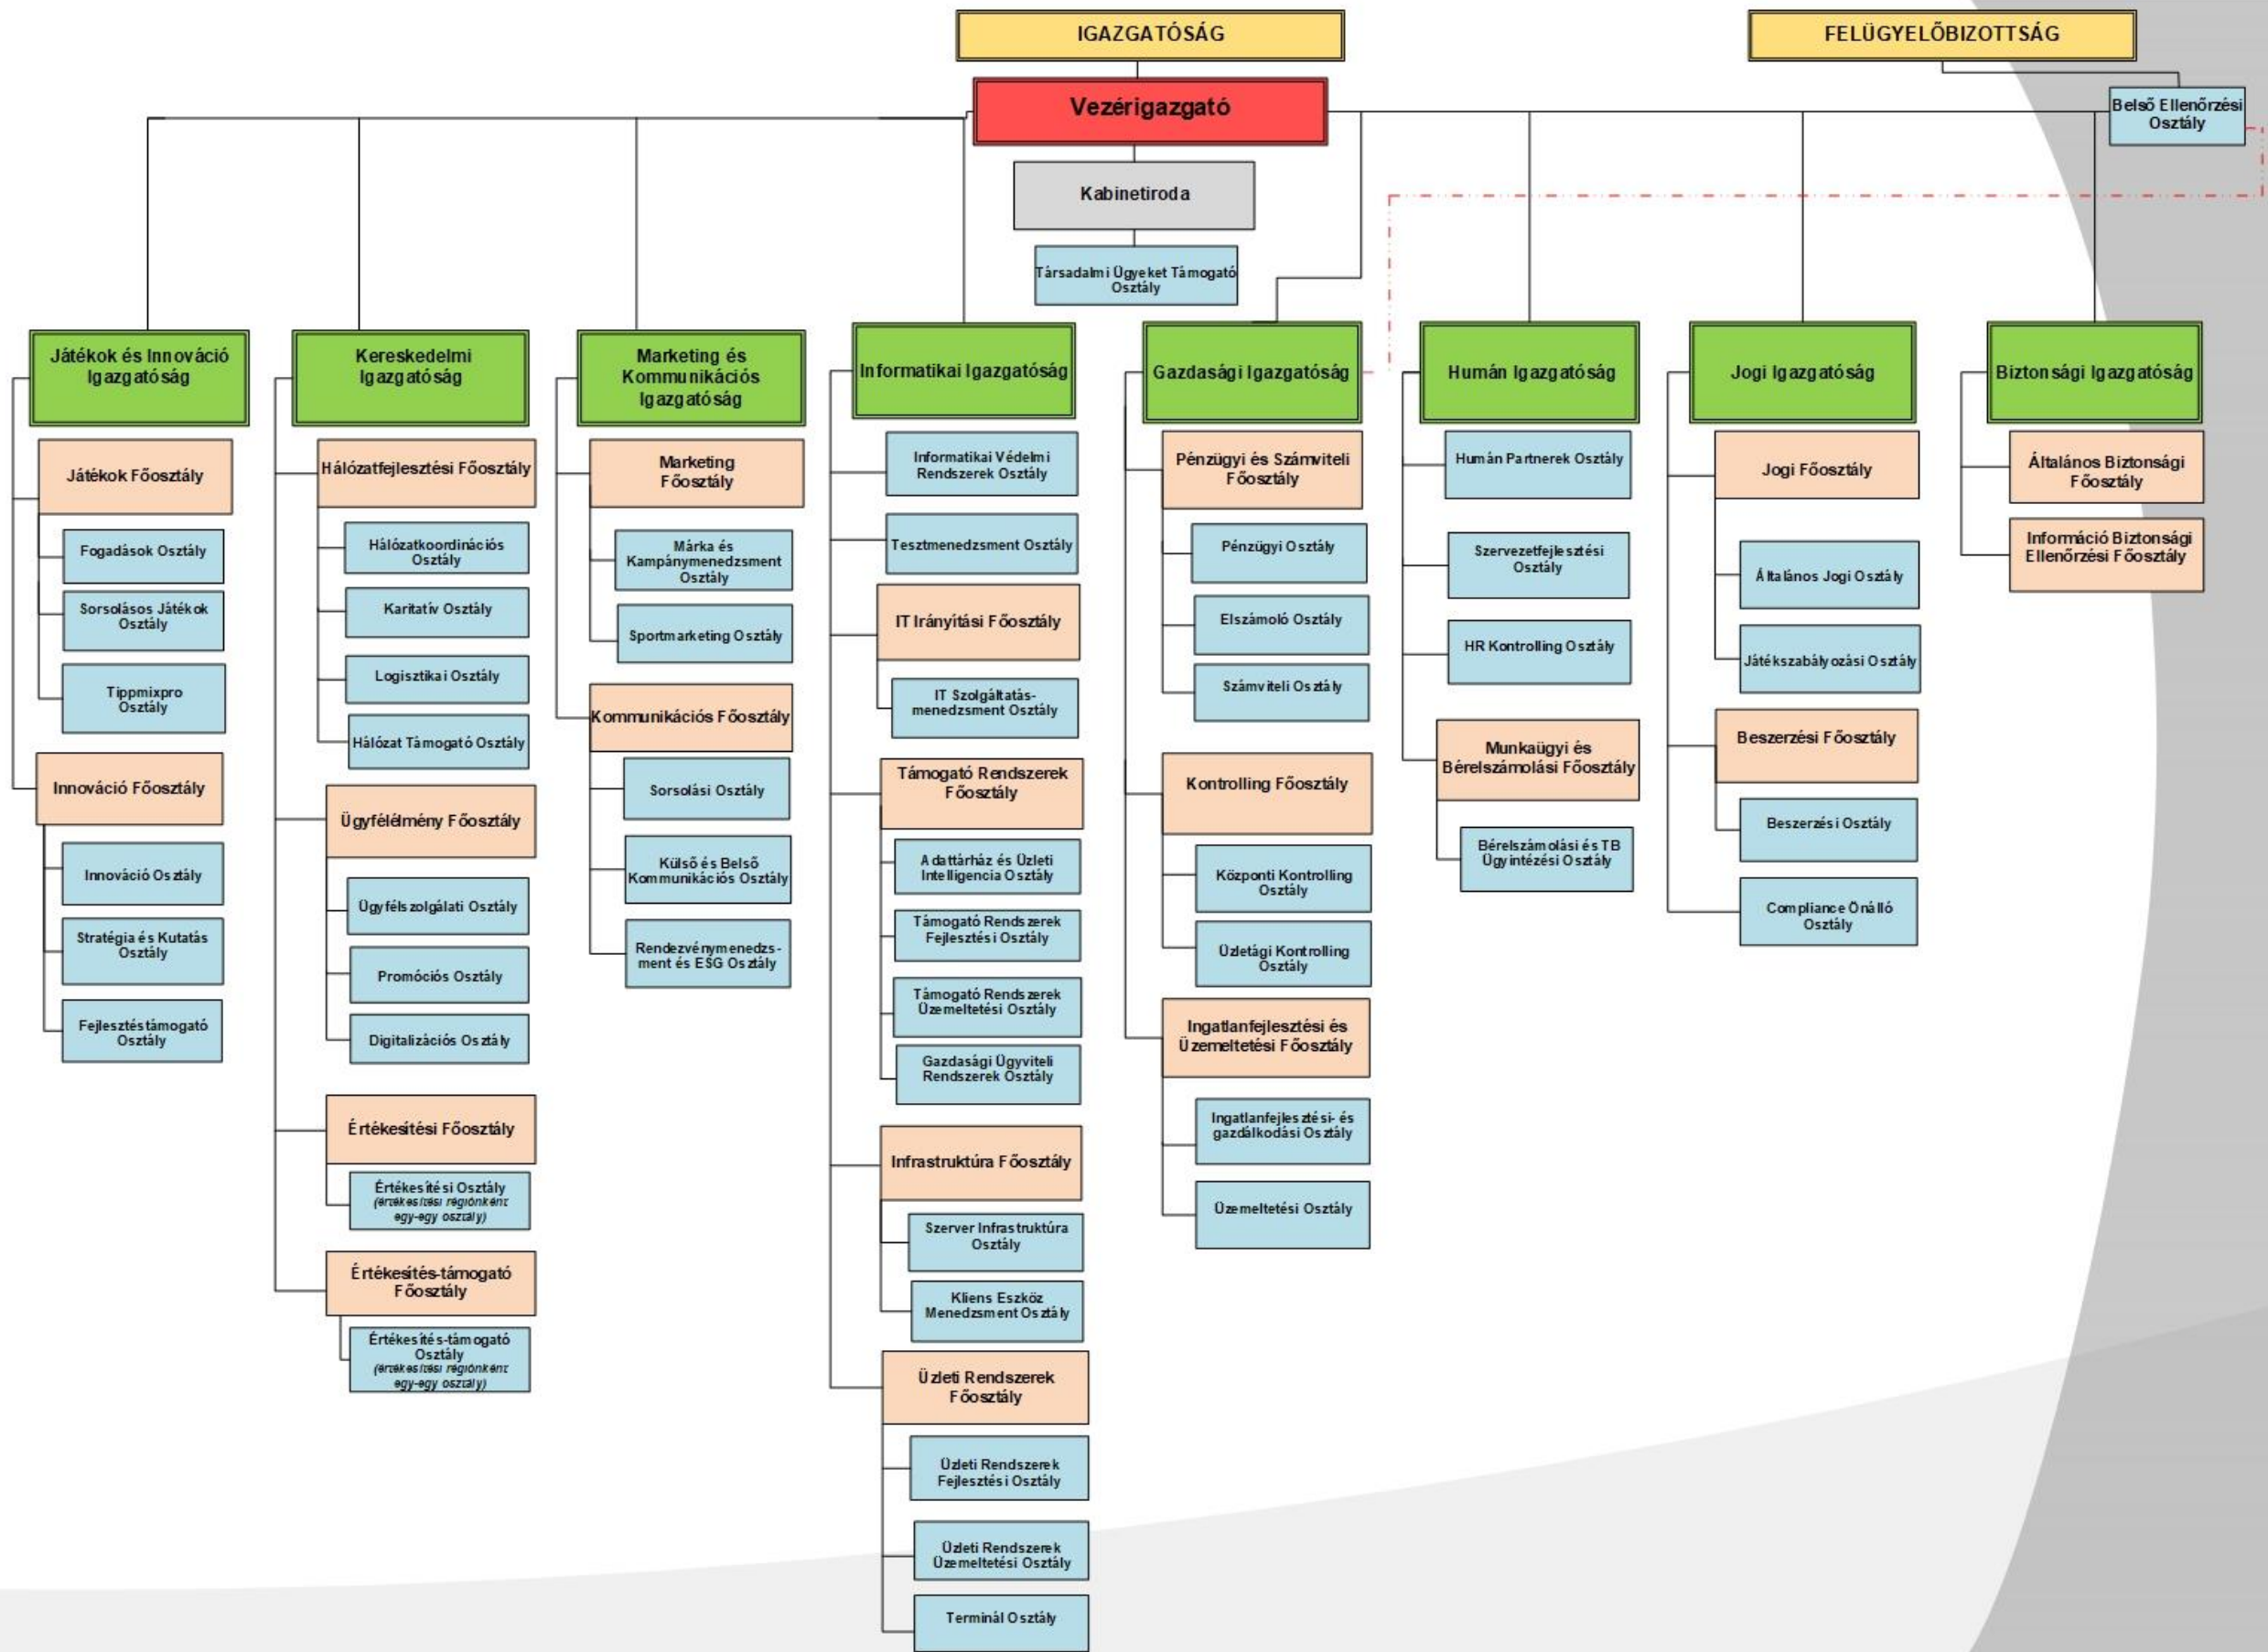 IGAZGATÓSÁG
FELÜGYELŐBIZOTTSÁG
Vezérigazgató
Belső Ellenőrzési
Osztály
Kabinetiroda
Társadalmi Ügyeket Támogató
Osztály
Játékok és Innováció
Igazgatóság
Játékok Főosztály
Fogadások Osztály
Sorsolásos Játékok
Osztály
Tippmixpro
Osztály
Innováció Főosztály
Innováció Osztály
Stratégia és Kutatás
Osztály
Fejlesztéstámogató
Osztály
Kereskedelmi
Igazgatóság
Hálózatfejlesztési Főosztály
Hálózatkoordinációs
Osztály
Karitatív Osztály
Logisztikai Osztály
Hálózat Támogató Osztály
Ügyfélélmény Főosztály
Ügyfélszolgálati Osztály
Promóciós Osztály
Digitalizációs Osztály
Értékesítési Főosztály
Értékesítési Osztály
(értékesítési régiónként
egy-egy osztály)
Értékesítés-támogató
Főosztály
Értékesítés-támogató
Osztály
(értékesítési régiónként
egy-egy osztály)
Marketing és
Kommunikációs
Igazgatóság
Marketing
Főosztály
Márka és
Kampánymenedzsment
Osztály
Sportmarketing Osztály
Kommunikációs Főosztály
Sorsolási Osztály
Külső és Belső
Kommunikációs Osztály
Rendezvénymenedzs-
ment és ESG Osztály
Informatikai Igazgatóság
Informatikai Védelmi
Rendszerek Osztály
Tesztmenedzsment Osztály
IT Irányítási Főosztály
IT Szolgáltatás-
menedzsment Osztály
Támogató Rendszerek
Főosztály
Adattárház és Üzleti
Intelligencia Osztály
Támogató Rendszerek
Fejlesztési Osztály
Támogató Rendszerek
Üzemeltetési Osztály
Gazdasági Ügyviteli
Rendszerek Osztály
Infrastruktúra Főosztály
Szerver Infrastruktúra
Osztály
Kliens Eszköz
Menedzsment Osztály
Üzleti Rendszerek
Főosztály
Üzleti Rendszerek
Fejlesztési Osztály
Üzleti Rendszerek
Üzemeltetési Osztály
Terminál Osztály
Gazdasági Igazgatóság
Pénzügyi és Számviteli
Főosztály
Pénzügyi Osztály
Elszámoló Osztály
Számviteli Osztály
Kontrolling Főosztály
Központi Kontrolling
Osztály
Üzletági Kontrolling
Osztály
Ingatlanfejlesztési és
Üzemeltetési Főosztály
Ingatlanfejlesztési- és
gazdálkodási Osztály
Üzemeltetési Osztály
Humán Igazgatóság
Humán Partnerek Osztály
Szervezetfejlesztési
Osztály
HR Kontrolling Osztály
Munkaügyi és
Bérelszámolási Főosztály
Bérelszámolási és TB
Ügyintézési Osztály
Jogi Igazgatóság
Jogi Főosztály
Általános Jogi Osztály
Játékszabályozási Osztály
Beszerzési Főosztály
Beszerzési Osztály
Compliance Önálló
Osztály
Biztonsági Igazgatóság
Általános Biztonsági
Főosztály
Információ Biztonsági
Ellenőrzési Főosztály